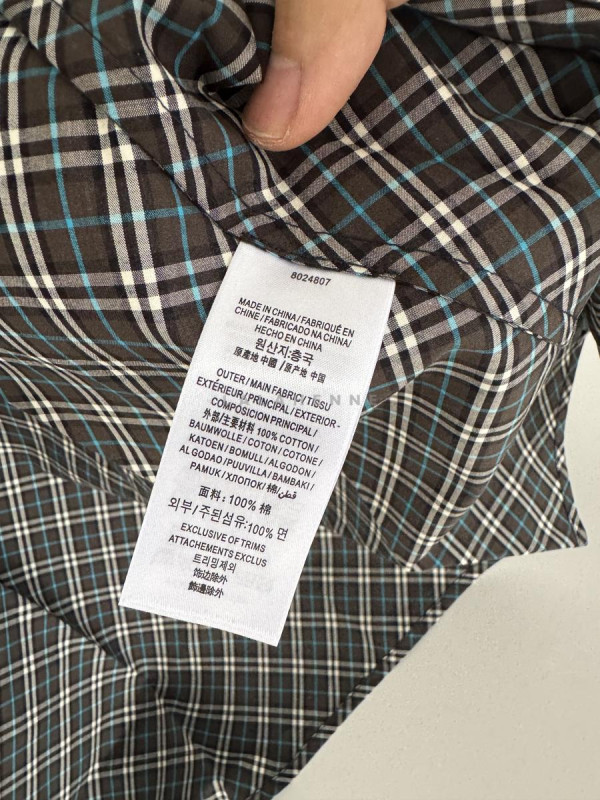 8024807
MADE IN CHINA / FABRIQUÉ EN
CHINE / FABRICADO NA CHINA/
HECHO EN CHINA
원산지:총국
原產地 中國 / 原产地 中国
OUTER / MAIN FABRIC / TISSU
EXTÉRIEUR / PRINCIPAL / EXTERIOR -
COMPOSICION PRINCIPAL /
外部/主要材料 100% COTTON /
BAUMWOLLE / COTON / COTONE /
KATOEN / BOMULL / ALGODON /
ALGODAO / PUUVILLA / BAMBAKI /
PAMUK / ХЛОПОК/ 棉/قطن
面料: 100% 棉
외부 / 주된섬유:100% 면
EXCLUSIVE OF TRIMS
ATTACHEMENTS EXCLUS
트리밍제외
饰边除外
飾邊除外